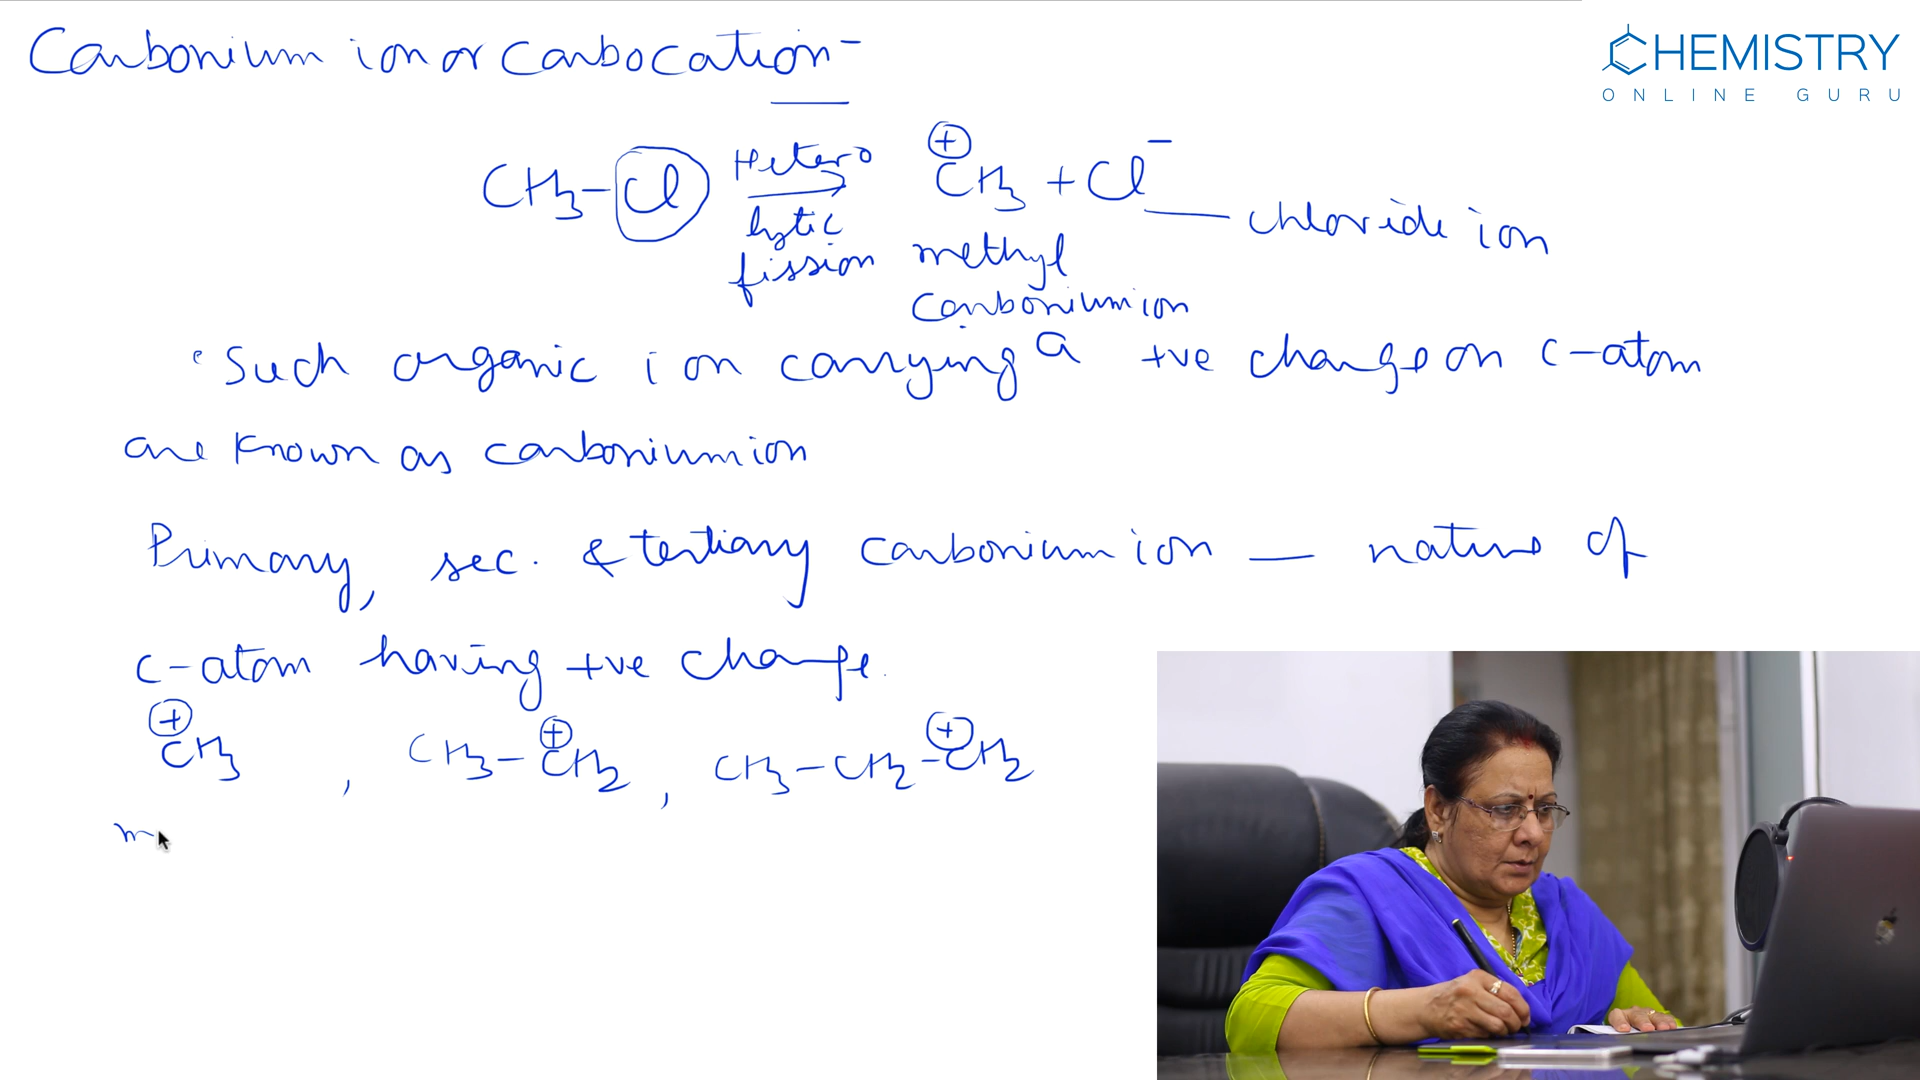 Carbonium ion or carbocation-
CHEMISTRY
ONLINE GURU
CH3-Cl Hetero lytic fission ⊕CH3 + Cl⁻ chloride ion
methyl
carbonium ion
Such organic ion carrying a +ve charge on C-atom
are known as carbonium ion
Primary, sec. & tertiary carbonium ion — nature of
C-atom having +ve charge.
⊕CH3, CH3-⊕CH2, CH3-CH2-⊕CH2
m